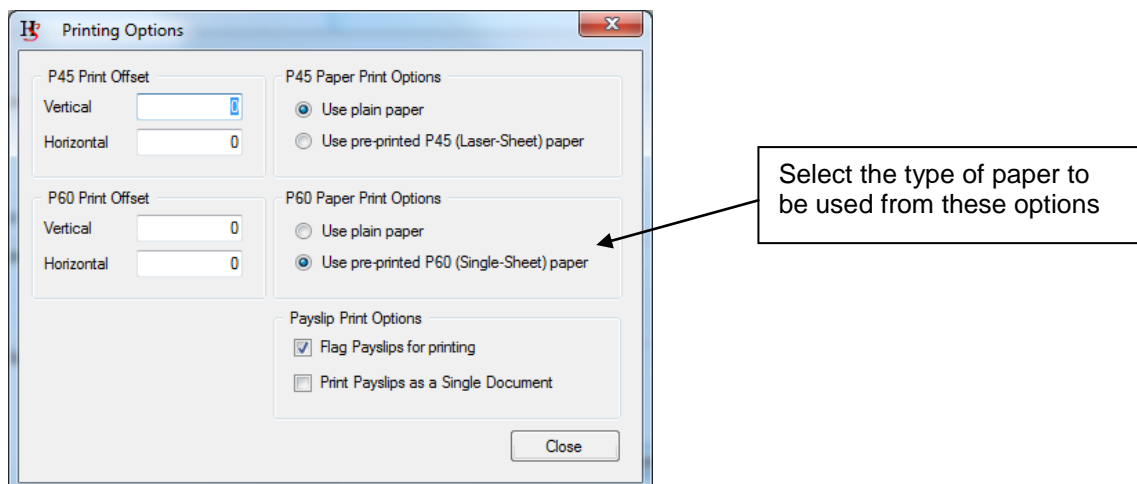 Printing Options
P45 Print Offset
Vertical 0
Horizontal 0
P45 Paper Print Options
Use plain paper
Use pre-printed P45 (Laser-Sheet) paper
P60 Print Offset
Vertical 0
Horizontal 0
P60 Paper Print Options
Use plain paper
Use pre-printed P60 (Single-Sheet) paper
Payslip Print Options
Flag Payslips for printing
Print Payslips as a Single Document
Close
Select the type of paper to
be used from these options